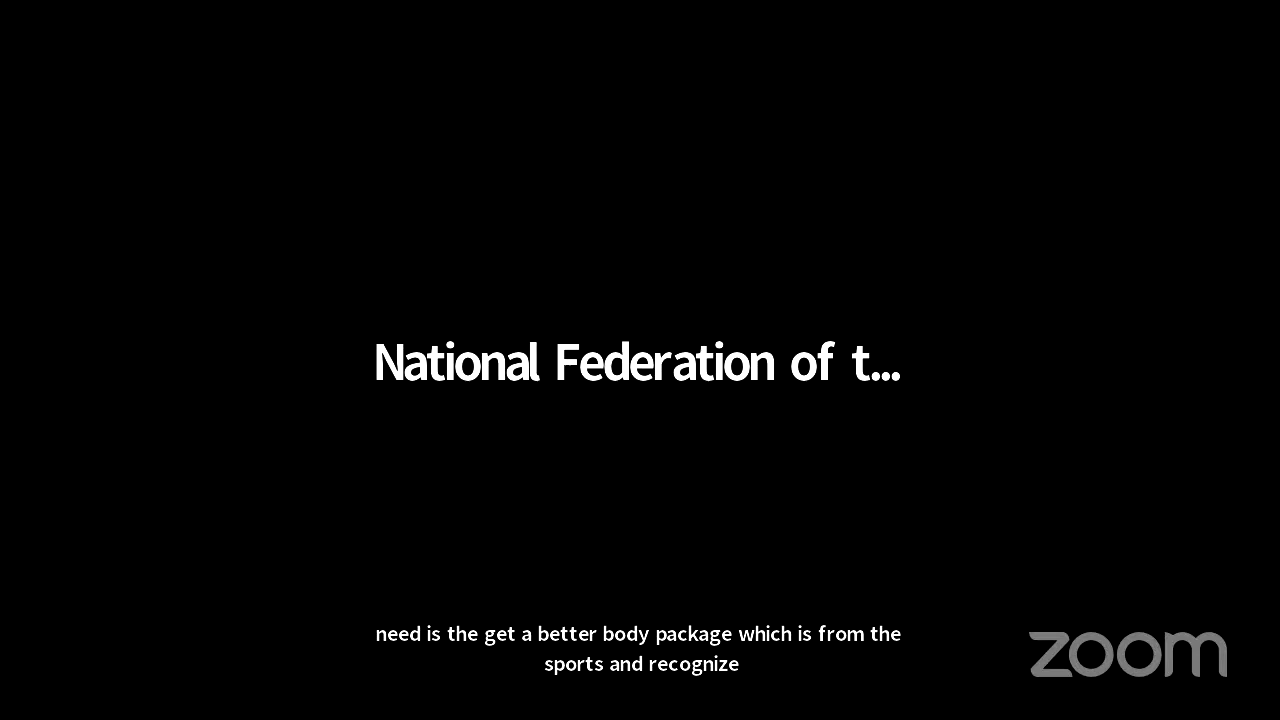 National Federation of t...
need is the get a better body package which is from the
sports and recognize
zoom